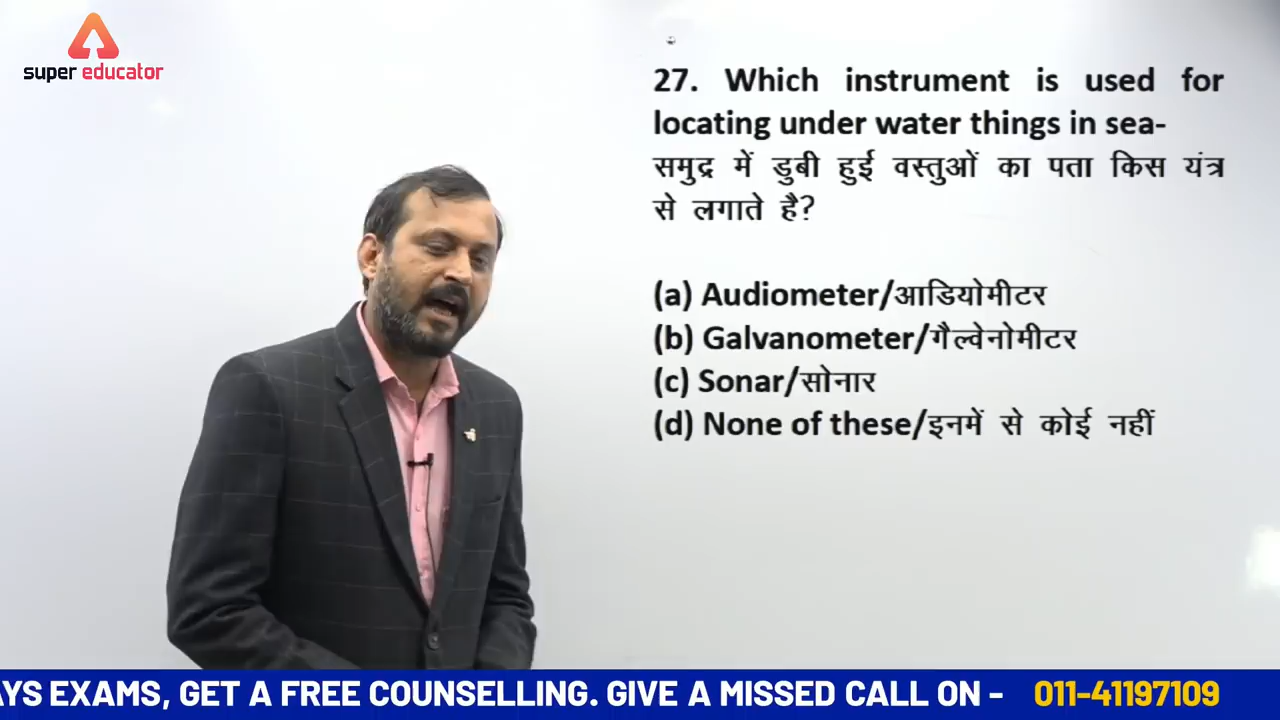 super educator
27. Which instrument is used for
locating under water things in sea-
समुद्र में डुबी हुई वस्तुओं का पता किस यंत्र
से लगाते है?
(a) Audiometer/आडियोमीटर
(b) Galvanometer/गैल्वेनोमीटर
(c) Sonar/सोनार
(d) None of these/इनमें से कोई नहीं
AYS EXAMS, GET A FREE COUNSELLING. GIVE A MISSED CALL ON - 011-41197109